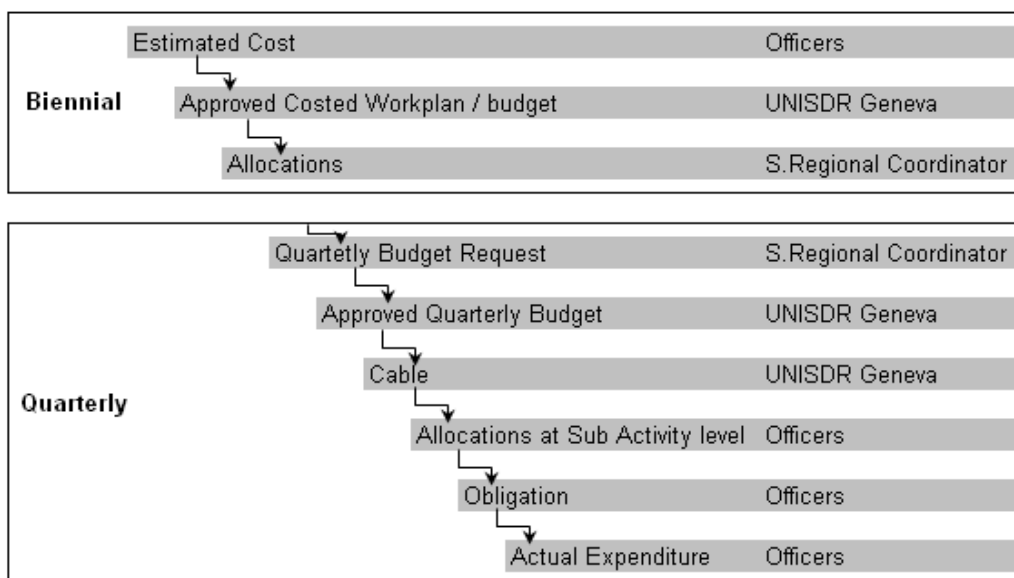 Estimated Cost Officers
Biennial Approved Costed Workplan / budget UNISDR Geneva
Allocations S.Regional Coordinator
Quartetly Budget Request S.Regional Coordinator
Approved Quarterly Budget UNISDR Geneva
Cable UNISDR Geneva
Quarterly
Allocations at Sub Activity level Officers
Obligation Officers
Actual Expenditure Officers